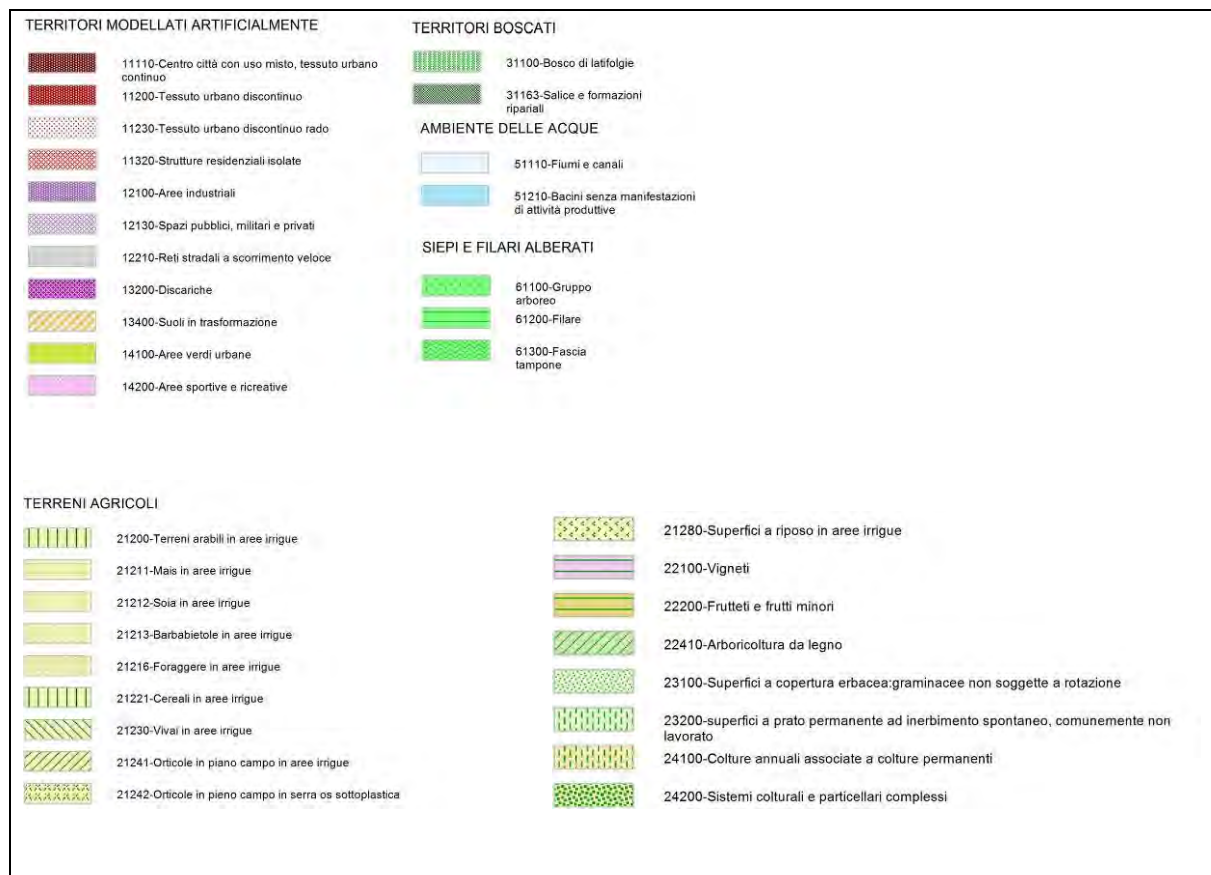 TERRITORI MODELLATI ARTIFICIALMENTE
11110-Centro città con uso misto, tessuto urbano
continuo
11200-Tessuto urbano discontinuo
11230-Tessuto urbano discontinuo rado
11320-Strutture residenziali isolate
12100-Aree industriali
12130-Spazi pubblici, militari e privati
12210-Reti stradali a scorrimento veloce
13200-Discariche
13400-Suoli in trasformazione
14100-Aree verdi urbane
14200-Aree sportive e ricreative
TERRITORI BOSCATI
31100-Bosco di latifolgie
31163-Salice e formazioni
ripariali
AMBIENTE DELLE ACQUE
51110-Fiumi e canali
51210-Bacini senza manifestazioni
di attività produttive
SIEPI E FILARI ALBERATI
61100-Gruppo
arboreo
61200-Filare
61300-Fascia
tampone
TERRENI AGRICOLI
21200-Terreni arabili in aree irrigue
21211-Mais in aree irrigue
21212-Soia in aree irrigue
21213-Barbabietole in aree irrigue
21216-Foraggere in aree irrigue
21221-Cereali in aree irrigue
21230-Vivai in aree irrigue
21241-Orticole in piano campo in aree irrigue
21242-Orticole in pieno campo in serra os sottoplastica
21280-Superfici a riposo in aree irrigue
22100-Vigneti
22200-Frutteti e frutti minori
22410-Arboricoltura da legno
23100-Superfici a copertura erbacea:graminacee non soggette a rotazione
23200-superfici a prato permanente ad inerbimento spontaneo, comunemente non
lavorato
24100-Colture annuali associate a colture permanenti
24200-Sistemi colturali e particellari complessi